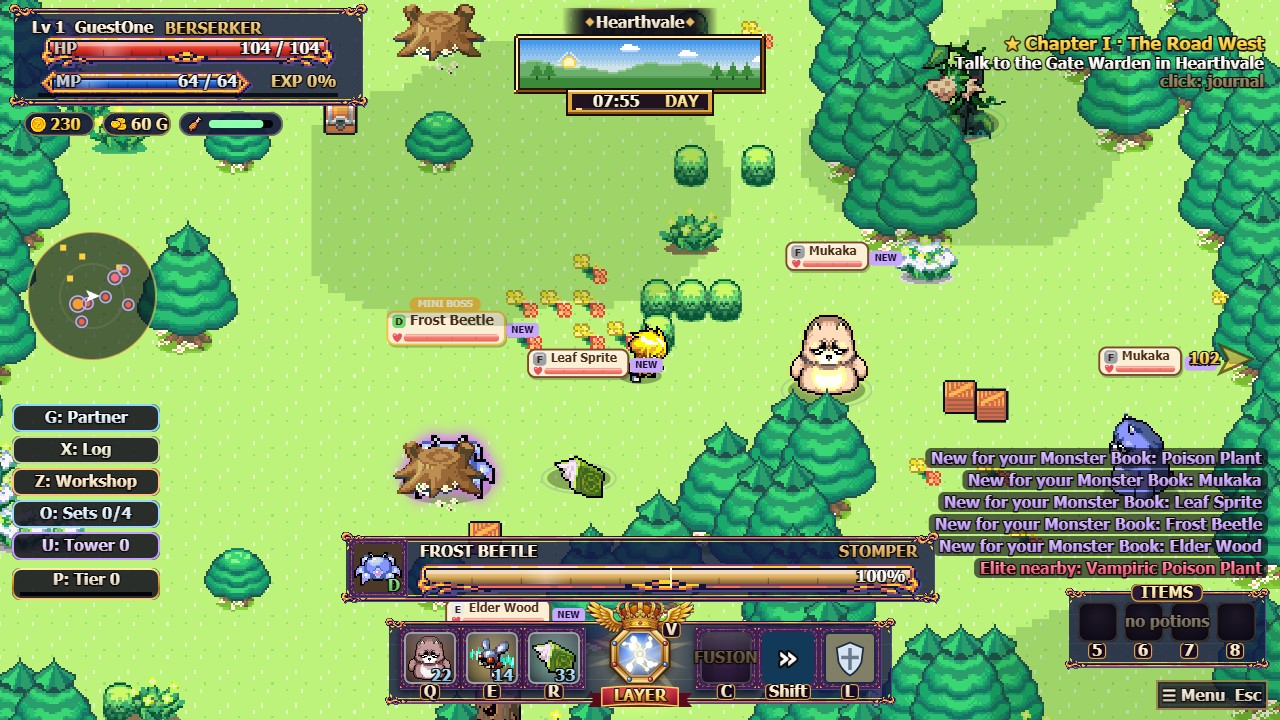 Lv 1 GuestOne BERSERKER
HP 104 / 104
MP 64 / 64 EXP 0%
230 60 G
Hearthvale
07:55 DAY
★ Chapter I · The Road West
Talk to the Gate Warden in Hearthvale
click: journal
F Mukaka NEW
MINI BOSS
D Frost Beetle NEW
F Leaf Sprite NEW
F Mukaka 102
G: Partner
X: Log
Z: Workshop
O: Sets 0/4
U: Tower 0
P: Tier 0
New for your Monster Book: Poison Plant
New for your Monster Book: Mukaka
New for your Monster Book: Leaf Sprite
New for your Monster Book: Frost Beetle
New for your Monster Book: Elder Wood
Elite nearby: Vampiric Poison Plant
FROST BEETLE STOMPER
D 100%
E Elder Wood NEW
22 14 33 V FUSION »
Q E R LAYER C Shift L
ITEMS
no potions
5 6 7 8
☰ Menu Esc